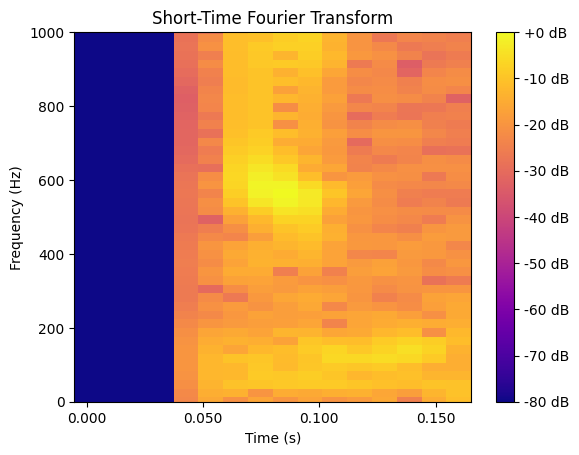 Short-Time Fourier Transform
1000
800
600
400
200
0
Frequency (Hz)
0.000
0.050
0.100
0.150
Time (s)
+0 dB
-10 dB
-20 dB
-30 dB
-40 dB
-50 dB
-60 dB
-70 dB
-80 dB